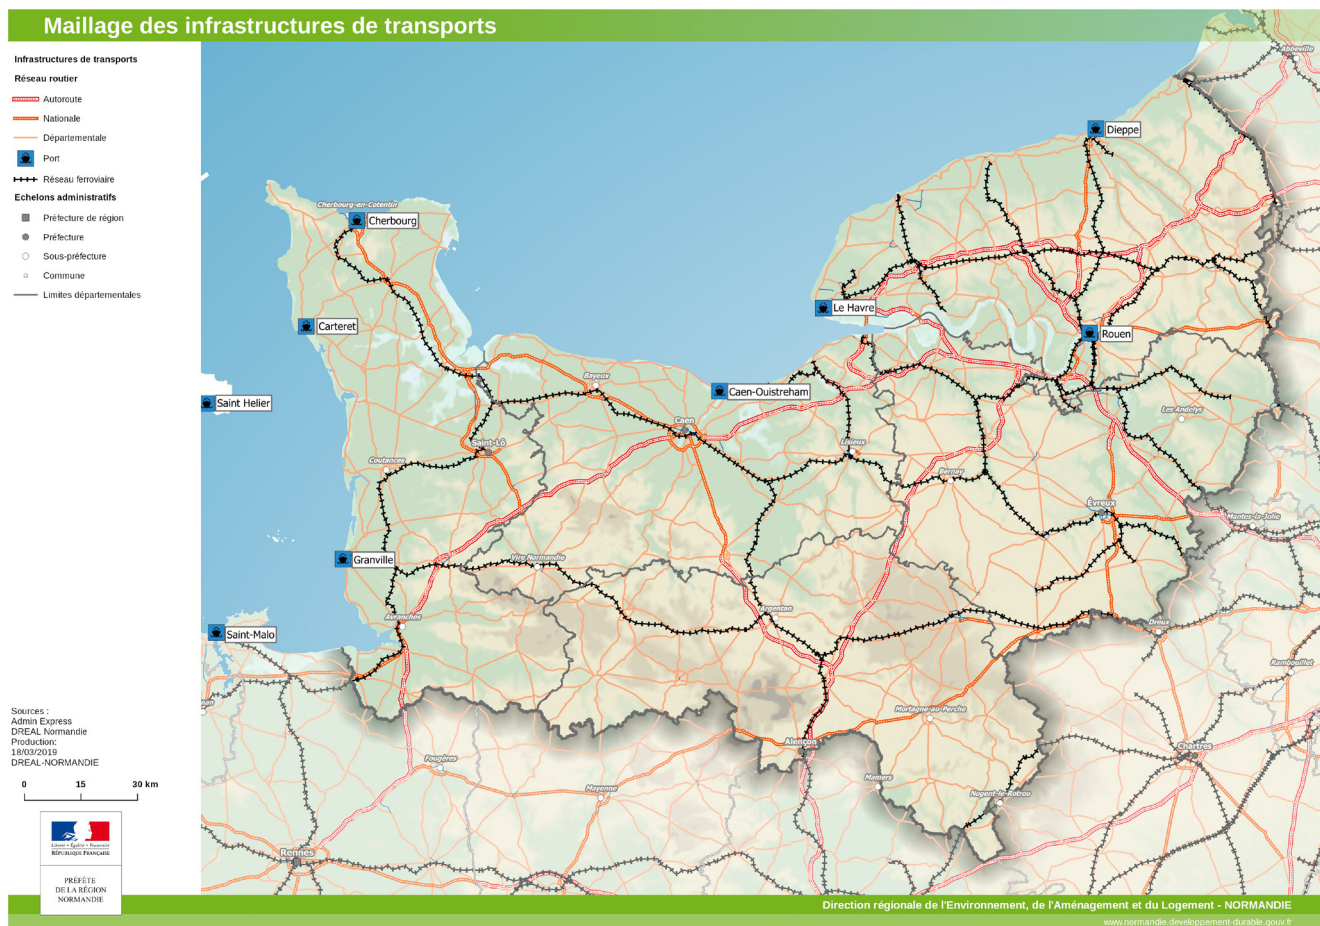 Maillage des infrastructures de transports
Infrastructures de transports
Réseau routier
Autoroute
Nationale
Départementale
Port
Réseau ferroviaire
Echelons administratifs
Préfecture de région
Préfecture
Sous-préfecture
Commune
Limites départementales
Abbeville
Dieppe
Cherbourg-en-Cotentin
Cherbourg
Le Havre
Carteret
Rouen
Bayeux
Caen-Ouistreham
Saint Helier
Les Andelys
Caen
Saint-Lô
Lisieux
Coutances
Bernay
Évreux
Mantes-la-Jolie
Granville
Vire Normandie
Argentan
Avranches
Dreux
Saint-Malo
Rambouillet
Mortagne-au-Perche
Alençon
Chartres
Fougères
Mamers
Mayenne
Nogent-le-Rotrou
Rennes
Sources :
Admin Express
DREAL Normandie
Production:
18/03/2019
DREAL-NORMANDIE
0 15 30 km
Liberté • Égalité • Fraternité
RÉPUBLIQUE FRANÇAISE
PRÉFÈTE
DE LA RÉGION
NORMANDIE
Direction régionale de l'Environnement, de l'Aménagement et du Logement - NORMANDIE
www.normandie.developpement-durable.gouv.fr